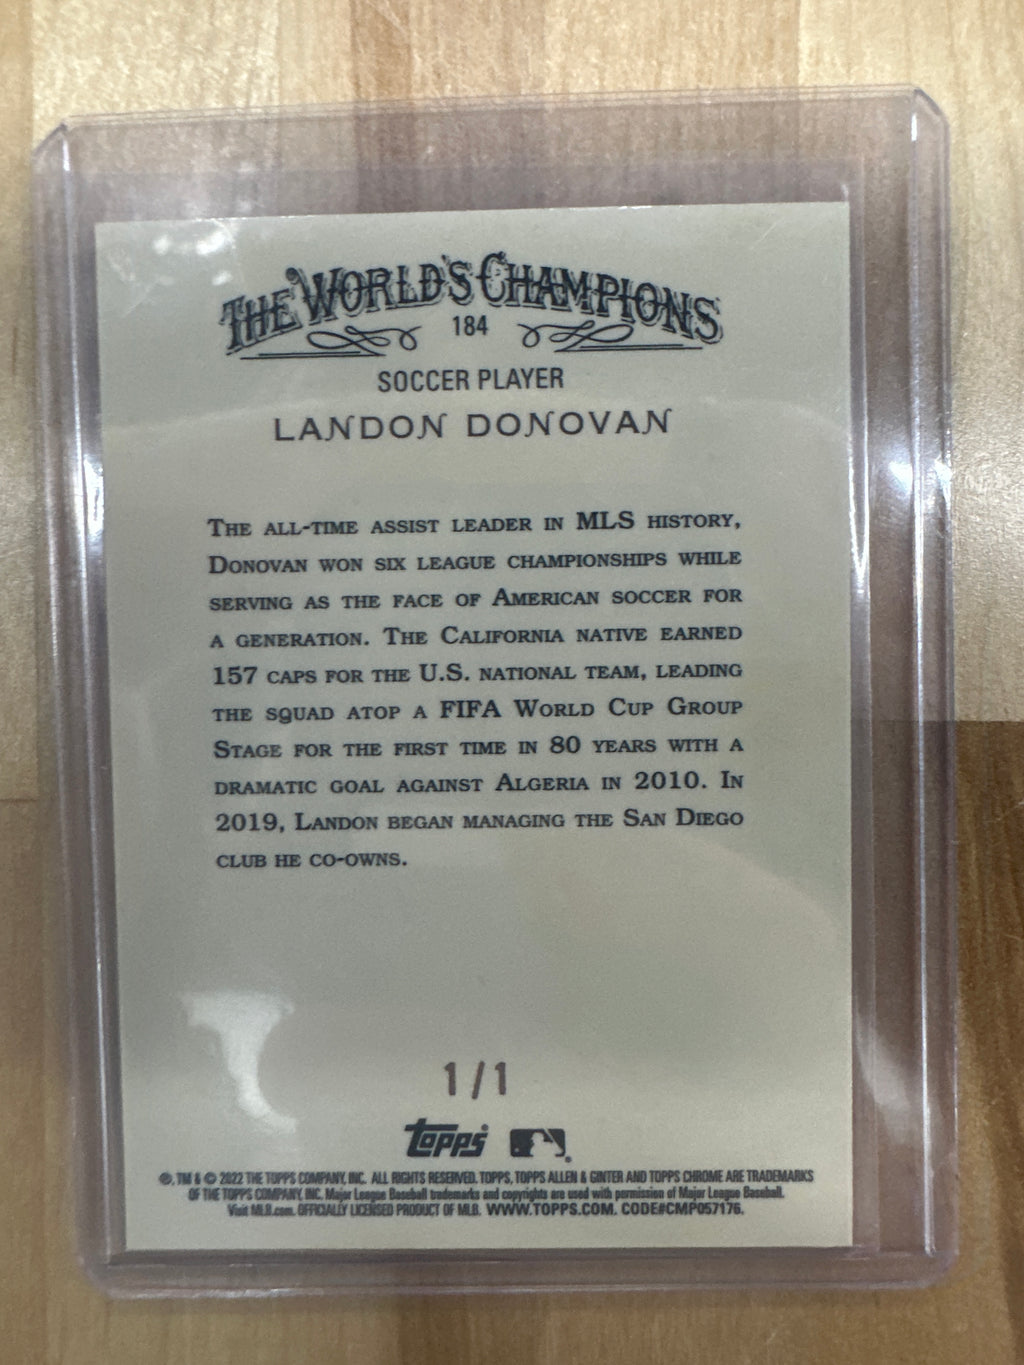 THE WORLD'S CHAMPIONS
184
SOCCER PLAYER
LANDON DONOVAN
THE ALL-TIME ASSIST LEADER IN MLS HISTORY,
DONOVAN WON SIX LEAGUE CHAMPIONSHIPS WHILE
SERVING AS THE FACE OF AMERICAN SOCCER FOR
A GENERATION. THE CALIFORNIA NATIVE EARNED
157 CAPS FOR THE U.S. NATIONAL TEAM, LEADING
THE SQUAD ATOP A FIFA WORLD CUP GROUP
STAGE FOR THE FIRST TIME IN 80 YEARS WITH A
DRAMATIC GOAL AGAINST ALGERIA IN 2010. IN
2019, LANDON BEGAN MANAGING THE SAN DIEGO
CLUB HE CO-OWNS.
1/1
topps
®, TM & © 2022 THE TOPPS COMPANY, INC. ALL RIGHTS RESERVED. TOPPS, TOPPS ALLEN & GINTER AND TOPPS CHROME ARE TRADEMARKS
OF THE TOPPS COMPANY, INC. Major League Baseball trademarks and copyrights are used with permission of Major League Baseball.
Visit MLB.com. OFFICIALLY LICENSED PRODUCT OF MLB. WWW.TOPPS.COM. CODE#CMP057176.